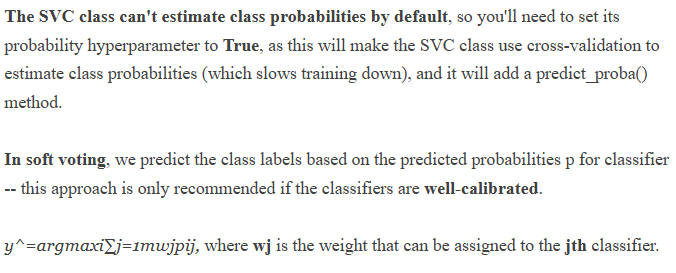 The SVC class can't estimate class probabilities by default, so you'll need to set its
probability hyperparameter to True, as this will make the SVC class use cross-validation to
estimate class probabilities (which slows training down), and it will add a predict_proba()
method.
In soft voting, we predict the class labels based on the predicted probabilities p for classifier
-- this approach is only recommended if the classifiers are well-calibrated.
y^=argmaxi∑j=1mwjpij, where wj is the weight that can be assigned to the jth classifier.